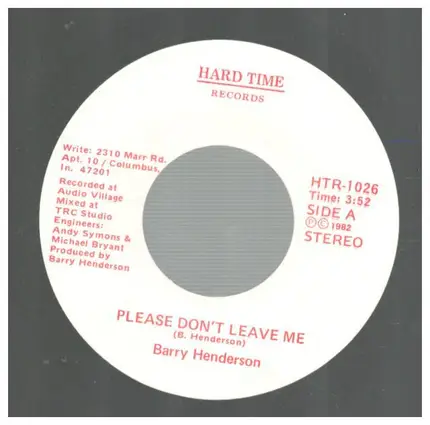 HARD TIME
RECORDS
Write: 2310 Marr Rd.
Apt. 10 / Columbus,
In. 47201
Recorded at
Audio Village
Mixed at
TRC Studio
Engineers:
Andy Symons &
Michael Bryant
Produced by
Barry Henderson
HTR-1026
Time: 3:52
SIDE A
ⓅⒸ1982
STEREO
PLEASE DON'T LEAVE ME
(B. Henderson)
Barry Henderson